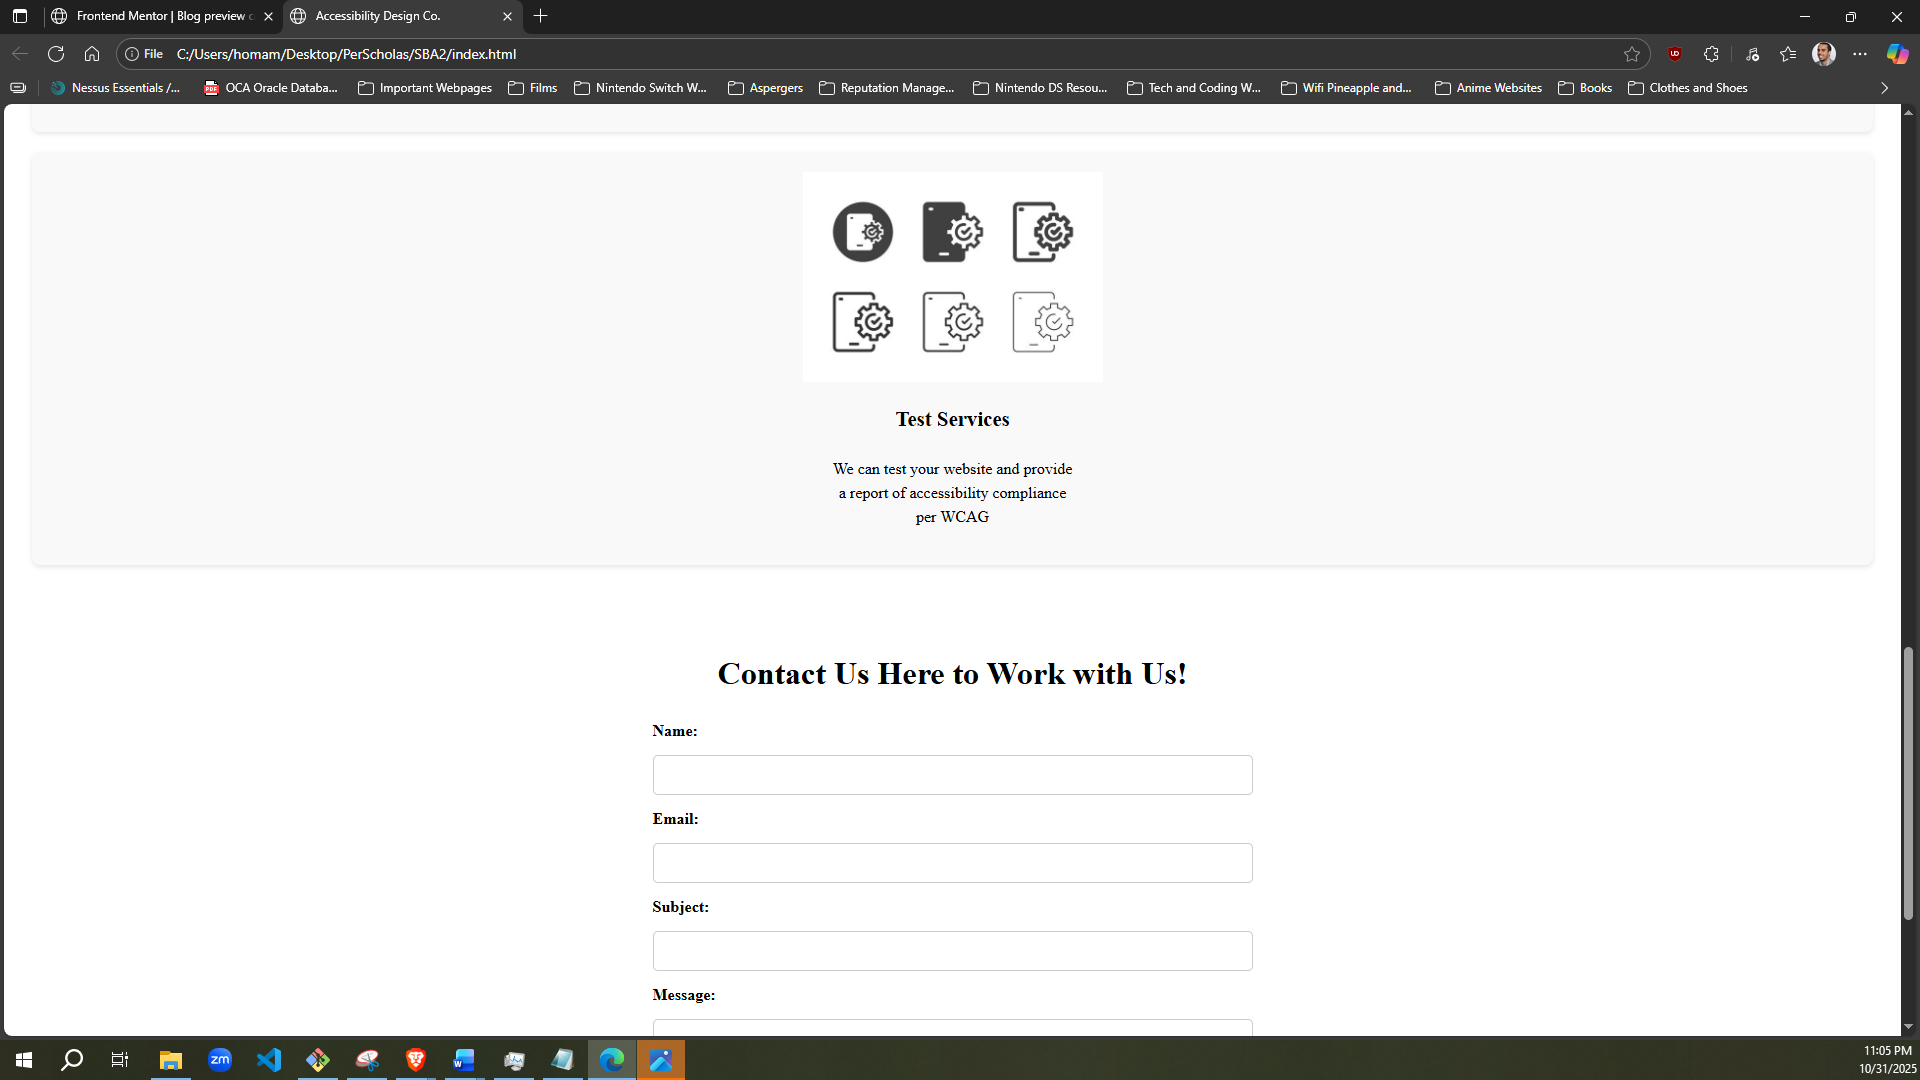 Frontend Mentor | Blog preview c
Accessibility Design Co.
File
C:/Users/homam/Desktop/PerScholas/SBA2/index.html
UD
Nessus Essentials /...
PDF
OCA Oracle Databa...
Important Webpages
Films
Nintendo Switch W...
Aspergers
Reputation Manage...
Nintendo DS Resou...
Tech and Coding W...
Wifi Pineapple and...
Anime Websites
Books
Clothes and Shoes
Test Services
We can test your website and provide
a report of accessibility compliance
per WCAG
Contact Us Here to Work with Us!
Name:
Email:
Subject:
Message:
zm
W
11:05 PM
10/31/2025